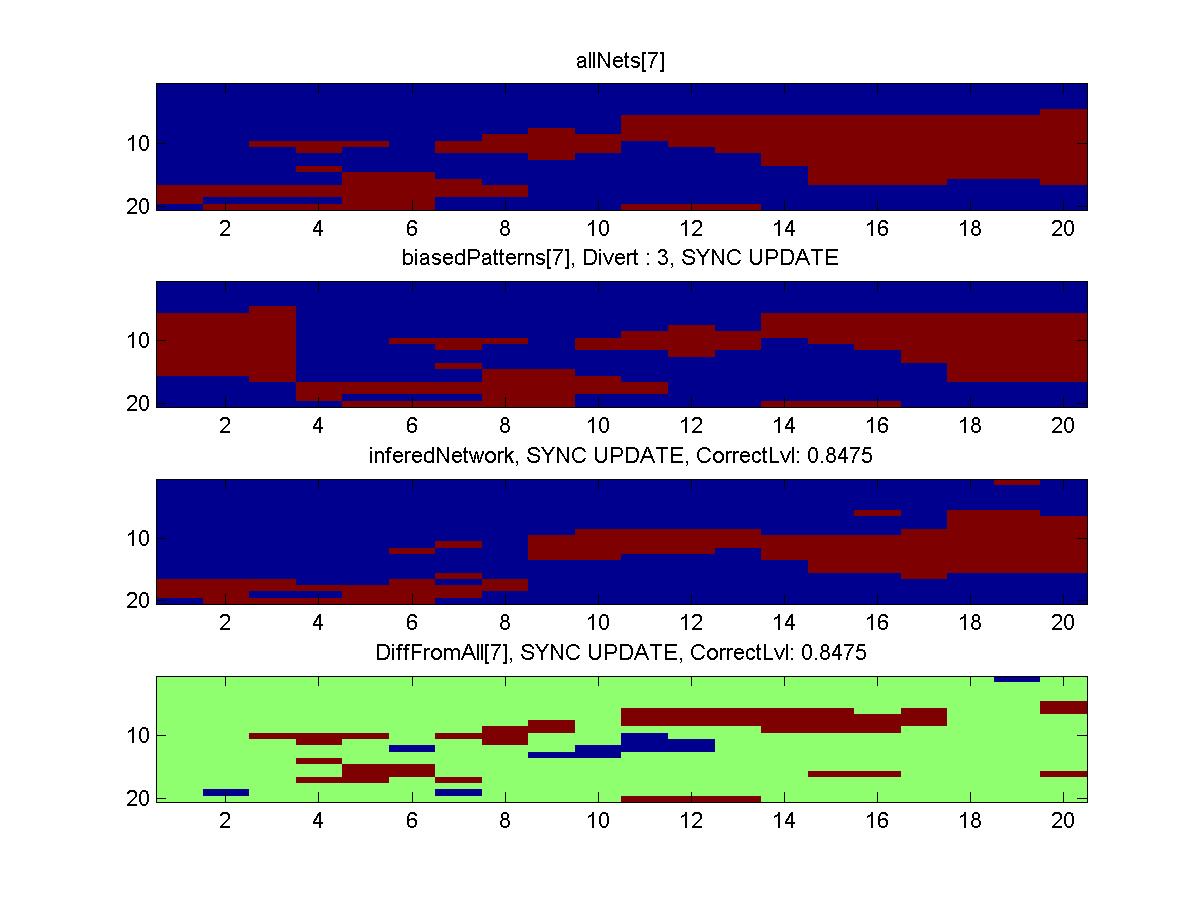 allNets[7]
10
20
2 4 6 8 10 12 14 16 18 20
biasedPatterns[7], Divert : 3, SYNC UPDATE
10
20
2 4 6 8 10 12 14 16 18 20
inferedNetwork, SYNC UPDATE, CorrectLvl: 0.8475
10
20
2 4 6 8 10 12 14 16 18 20
DiffFromAll[7], SYNC UPDATE, CorrectLvl: 0.8475
10
20
2 4 6 8 10 12 14 16 18 20